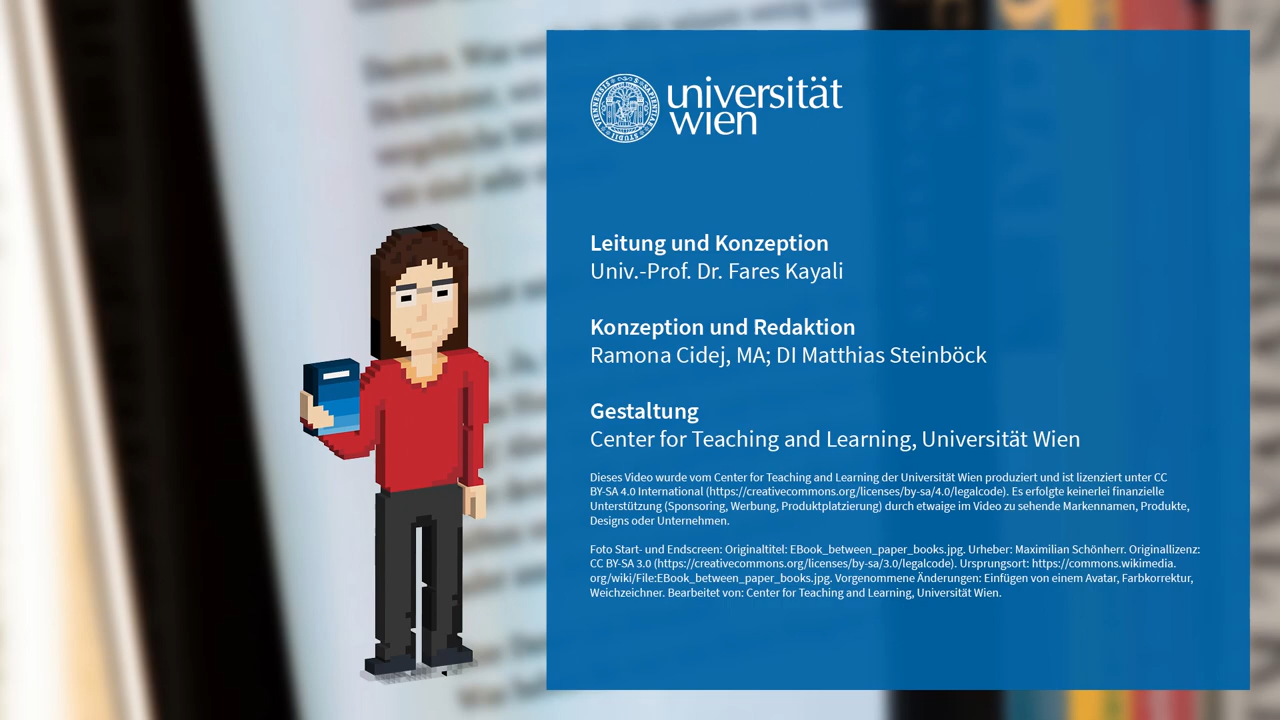 universität
wien
Leitung und Konzeption
Univ.-Prof. Dr. Fares Kayali
Konzeption und Redaktion
Ramona Cidej, MA; DI Matthias Steinböck
Gestaltung
Center for Teaching and Learning, Universität Wien
Dieses Video wurde vom Center for Teaching and Learning der Universität Wien produziert und ist lizenziert unter CC
BY-SA 4.0 International (https://creativecommons.org/licenses/by-sa/4.0/legalcode). Es erfolgte keinerlei finanzielle
Unterstützung (Sponsoring, Werbung, Produktplatzierung) durch etwaige im Video zu sehende Markennamen, Produkte,
Designs oder Unternehmen.
Foto Start- und Endscreen: Originaltitel: EBook_between_paper_books.jpg. Urheber: Maximilian Schönherr. Originallizenz:
CC BY-SA 3.0 (https://creativecommons.org/licenses/by-sa/3.0/legalcode). Ursprungsort: https://commons.wikimedia.
org/wiki/File:EBook_between_paper_books.jpg. Vorgenommene Änderungen: Einfügen von einem Avatar, Farbkorrektur,
Weichzeichner. Bearbeitet von: Center for Teaching and Learning, Universität Wien.